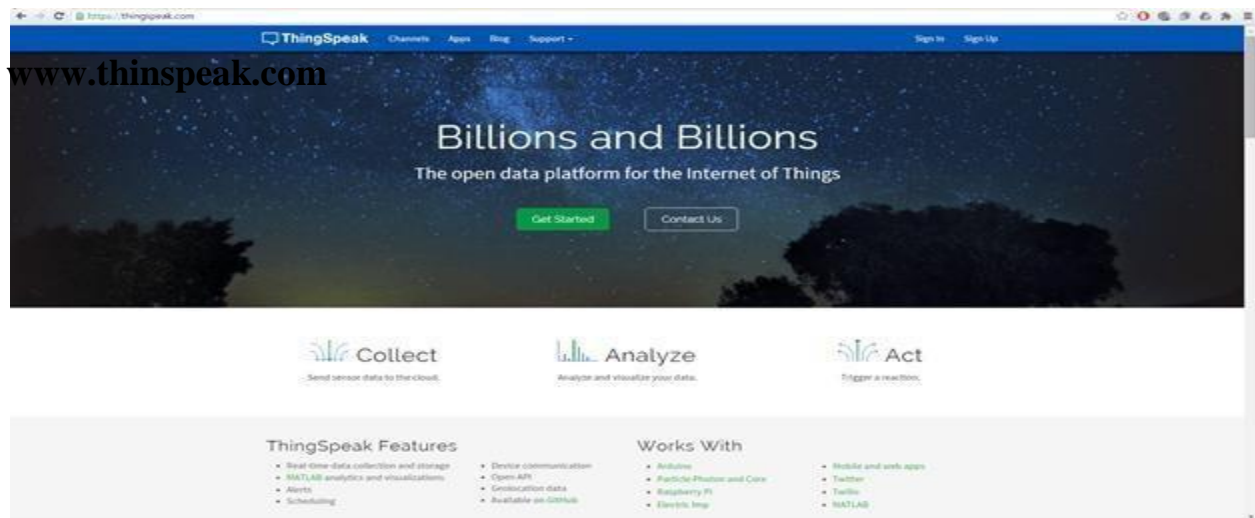 https://thingspeak.com
ThingSpeak Channels Apps Blog Support Sign In Sign Up
www.thinspeak.com
Billions and Billions
The open data platform for the Internet of Things
Get Started Contact Us
Collect Analyze Act
Send sensor data to the cloud. Analyze and visualize your data. Trigger a reaction.
ThingSpeak Features
• Real-time data collection and storage
• MATLAB analytics and visualizations
• Alerts
• Scheduling
• Device communication
• Open API
• Geolocation data
• Available on GitHub
Works With
• Arduino
• Particle Photon and Core
• Raspberry Pi
• Electric Imp
• Mobile and web apps
• Twitter
• Twilio
• MATLAB